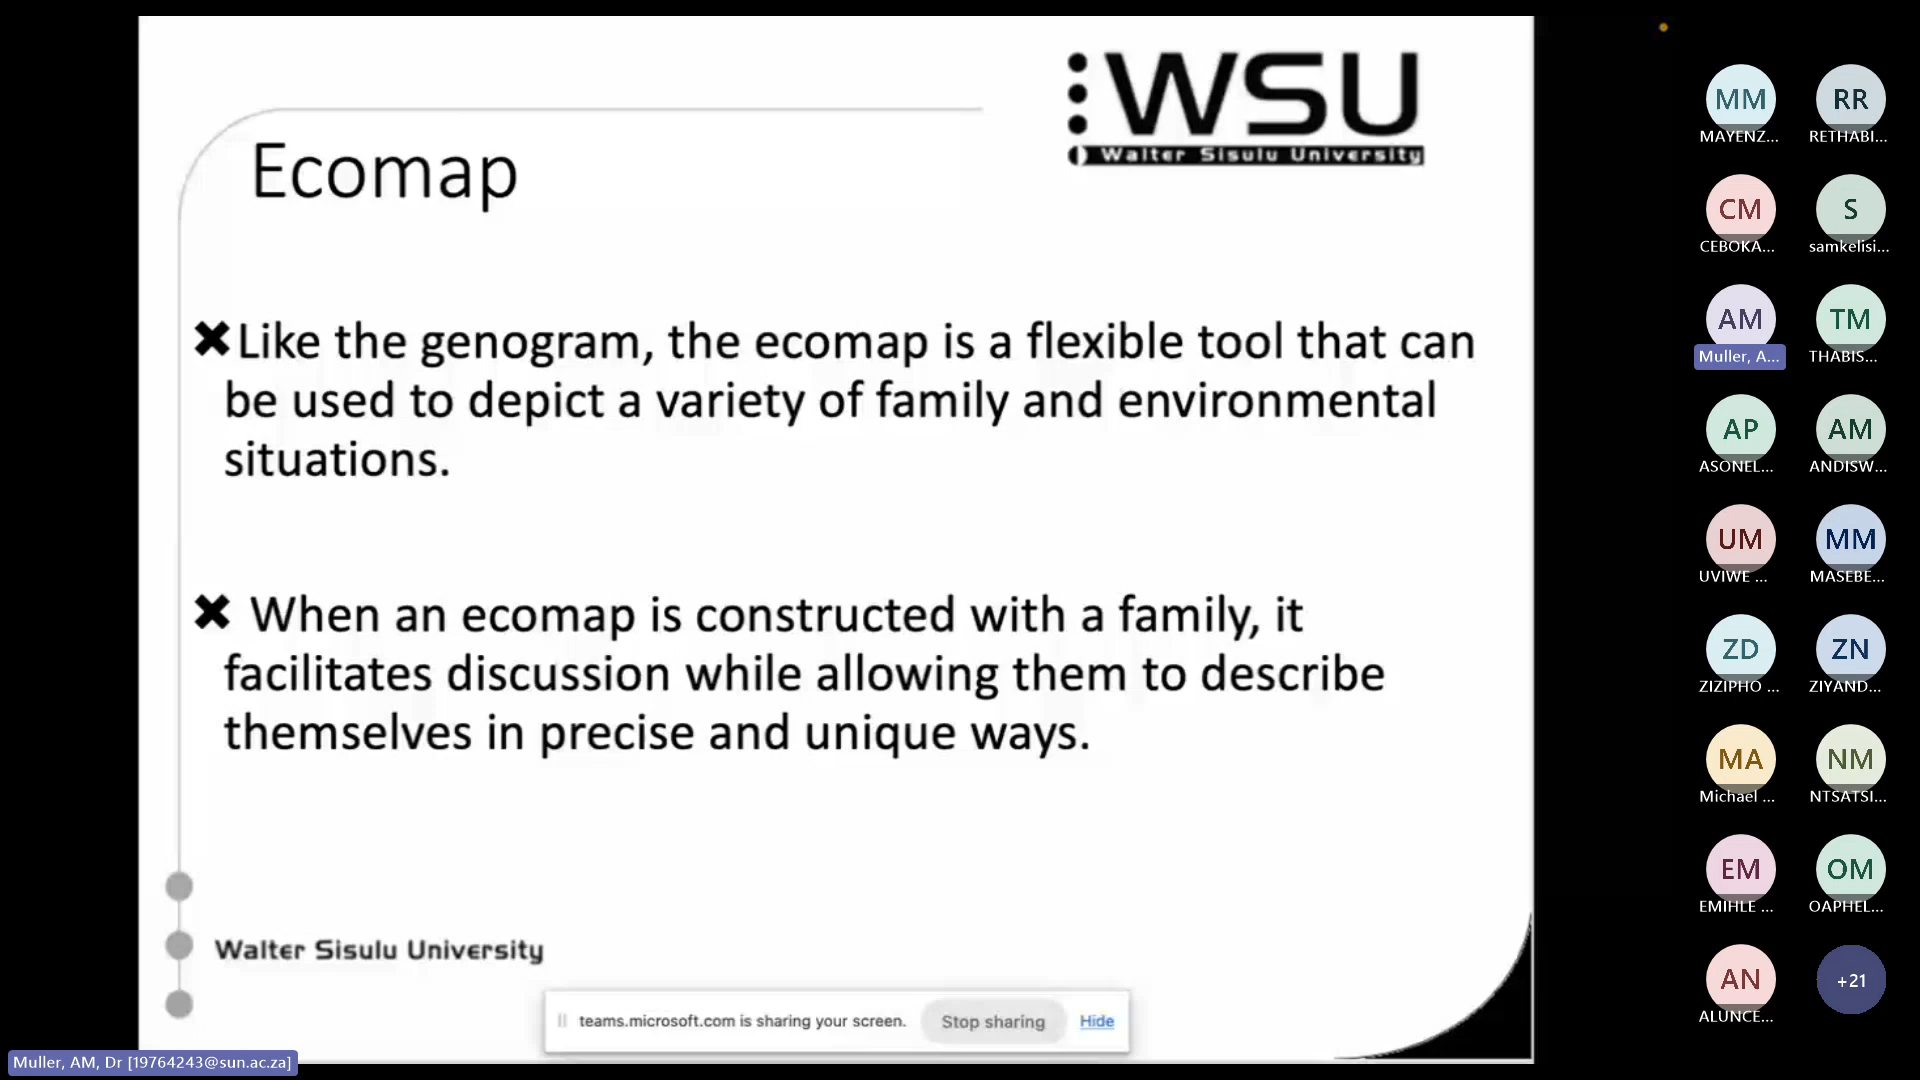 WSU
Walter Sisulu University
Ecomap
Like the genogram, the ecomap is a flexible tool that can
be used to depict a variety of family and environmental
situations.
When an ecomap is constructed with a family, it
facilitates discussion while allowing them to describe
themselves in precise and unique ways.
Walter Sisulu University
teams.microsoft.com is sharing your screen. Stop sharing Hide
Muller, AM, Dr [19764243@sun.ac.za]
MM RR
MAYENZ... RETHABI...
CM S
CEBOKA... samkelisi...
AM TM
Muller, A... THABIS...
AP AM
ASONEL... ANDISW...
UM MM
UVIWE ... MASEBE...
ZD ZN
ZIZIPHO ... ZIYAND...
MA NM
Michael ... NTSATSI...
EM OM
EMIHLE ... OAPHEL...
AN +21
ALUNCE...